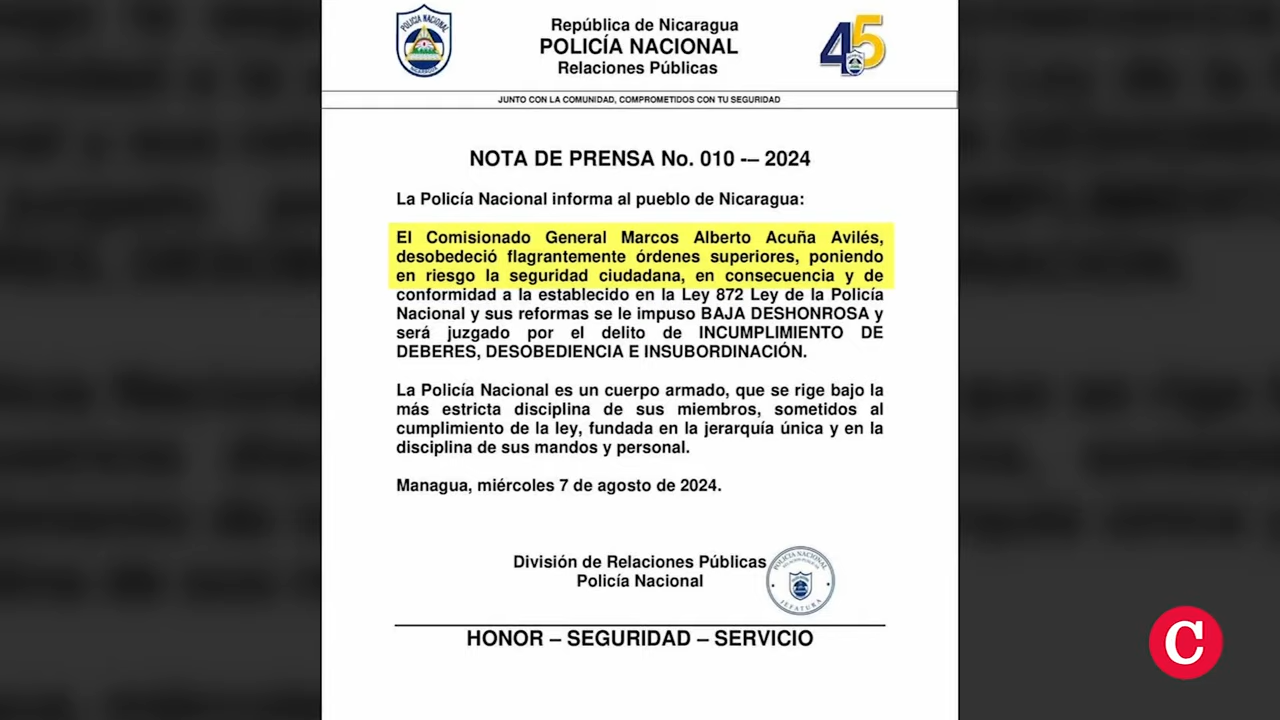 República de Nicaragua
POLICÍA NACIONAL
Relaciones Públicas
POLICIA NACIONAL
45
JUNTO CON LA COMUNIDAD, COMPROMETIDOS CON TU SEGURIDAD
NOTA DE PRENSA No. 010 -– 2024
La Policía Nacional informa al pueblo de Nicaragua:
El Comisionado General Marcos Alberto Acuña Avilés,
desobedeció flagrantemente órdenes superiores, poniendo
en riesgo la seguridad ciudadana, en consecuencia y de
conformidad a la establecido en la Ley 872 Ley de la Policía
Nacional y sus reformas se le impuso BAJA DESHONROSA y
será juzgado por el delito de INCUMPLIMIENTO DE
DEBERES, DESOBEDIENCIA E INSUBORDINACIÓN.
La Policía Nacional es un cuerpo armado, que se rige bajo la
más estricta disciplina de sus miembros, sometidos al
cumplimiento de la ley, fundada en la jerarquía única y en la
disciplina de sus mandos y personal.
Managua, miércoles 7 de agosto de 2024.
División de Relaciones Públicas
Policía Nacional
POLICIA NACIONAL
JEFATURA
HONOR – SEGURIDAD – SERVICIO
C